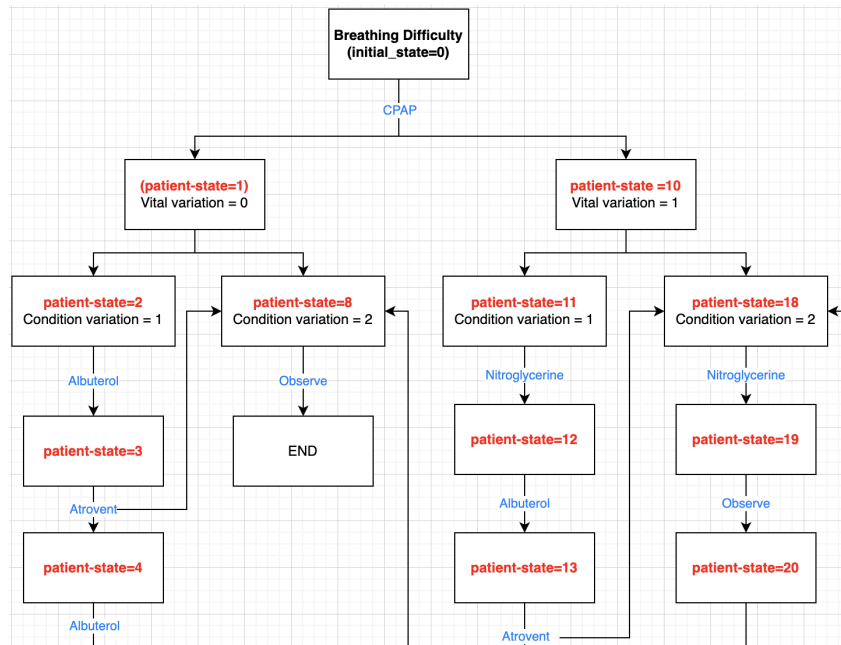 Breathing Difficulty
(initial_state=0)
CPAP
(patient-state=1)
Vital variation = 0
patient-state =10
Vital variation = 1
patient-state=2
Condition variation = 1
patient-state=8
Condition variation = 2
patient-state=11
Condition variation = 1
patient-state=18
Condition variation = 2
Albuterol
Observe
Nitroglycerine
Nitroglycerine
patient-state=3
END
patient-state=12
patient-state=19
Atrovent
Albuterol
Observe
patient-state=4
patient-state=13
patient-state=20
Albuterol
Atrovent